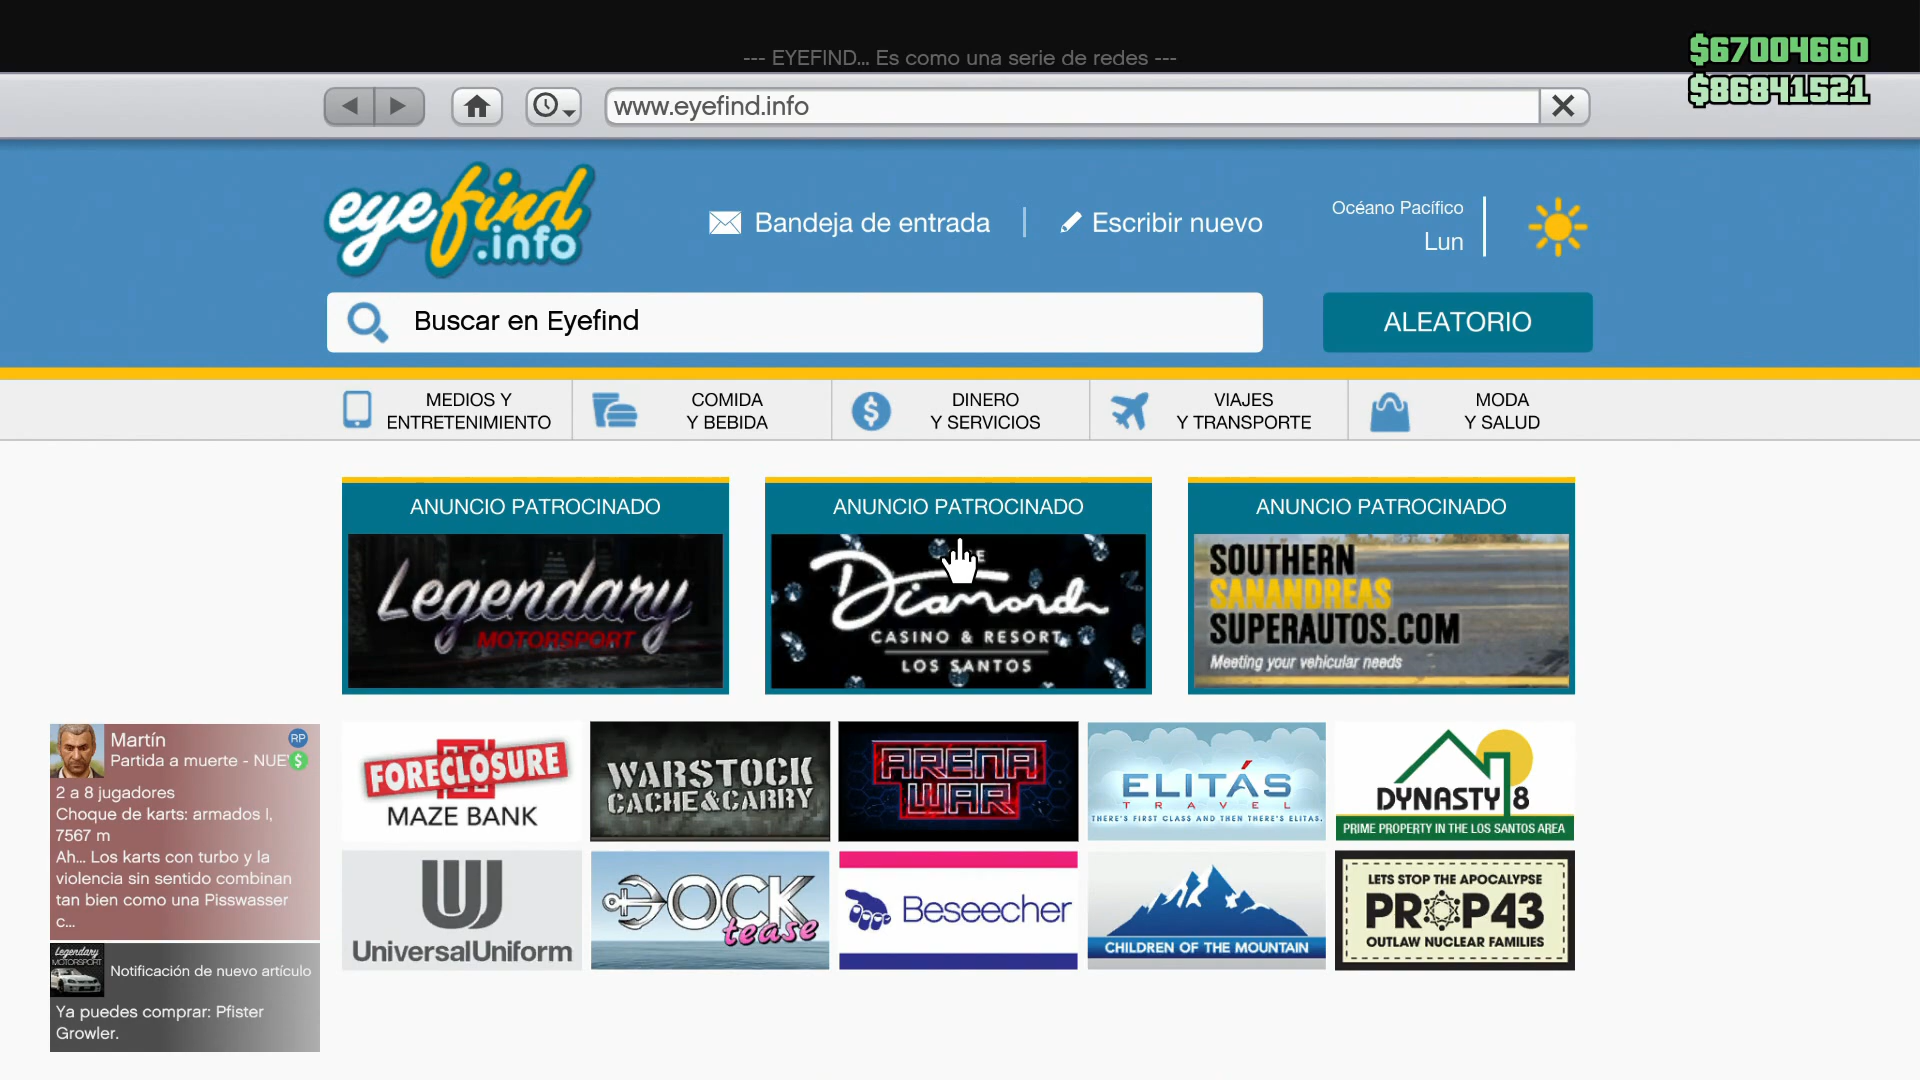 --- EYEFIND... Es como una serie de redes ---
$67004660
$86841521
www.eyefind.info
eyefind
.info
Bandeja de entrada
Escribir nuevo
Océano Pacífico
Lun
Buscar en Eyefind
ALEATORIO
MEDIOS Y
ENTRETENIMIENTO
COMIDA
Y BEBIDA
DINERO
Y SERVICIOS
VIAJES
Y TRANSPORTE
MODA
Y SALUD
ANUNCIO PATROCINADO
Legendary
MOTORSPORT
ANUNCIO PATROCINADO
Diamond
CASINO & RESORT
LOS SANTOS
ANUNCIO PATROCINADO
SOUTHERN
SANANDREAS
SUPERAUTOS.COM
Meeting your vehicular needs
FORECLOSURE
MAZE BANK
WARSTOCK
CACHE&CARRY
ARENA
WAR
ELITÁS
TRAVEL
THERE'S FIRST CLASS AND THEN THERE'S ELITAS.
DYNASTY 8
PRIME PROPERTY IN THE LOS SANTOS AREA
UniversalUniform
DOCK
tease
Beseecher
CHILDREN OF THE MOUNTAIN
LETS STOP THE APOCALYPSE
PROP43
OUTLAW NUCLEAR FAMILIES
Martín
RP
Partida a muerte - NUE
$
2 a 8 jugadores
Choque de karts: armados I,
7567 m
Ah... Los karts con turbo y la
violencia sin sentido combinan
tan bien como una Pisswasser
c...
Legendary
MOTORSPORT
Notificación de nuevo artículo
Ya puedes comprar: Pfister
Growler.